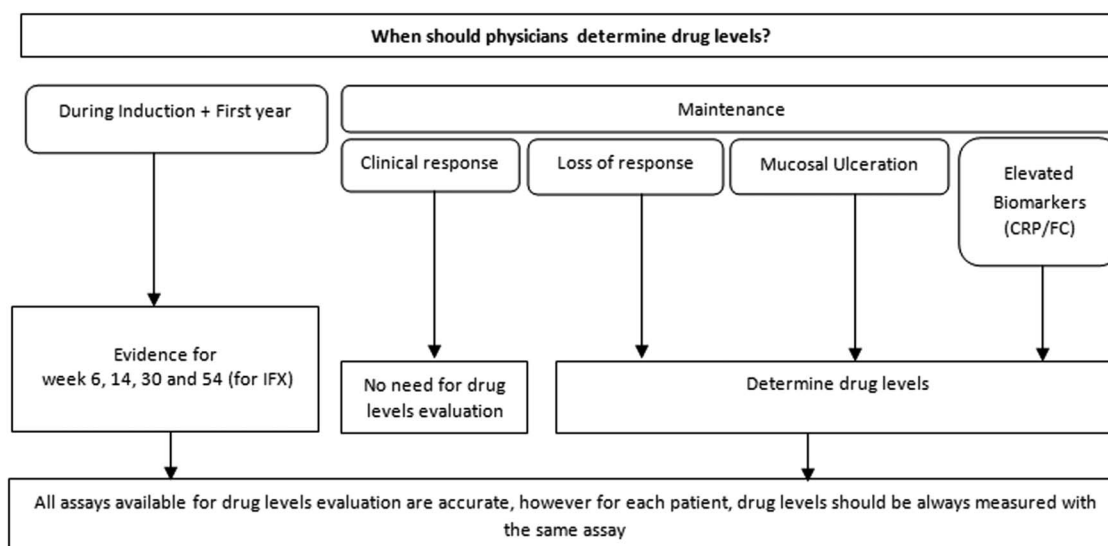 When should physicians determine drug levels?
During Induction + First year
Maintenance
Clinical response
Loss of response
Mucosal Ulceration
Elevated
Biomarkers
(CRP/FC)
Evidence for
week 6, 14, 30 and 54 (for IFX)
No need for drug
levels evaluation
Determine drug levels
All assays available for drug levels evaluation are accurate, however for each patient, drug levels should be always measured with
the same assay